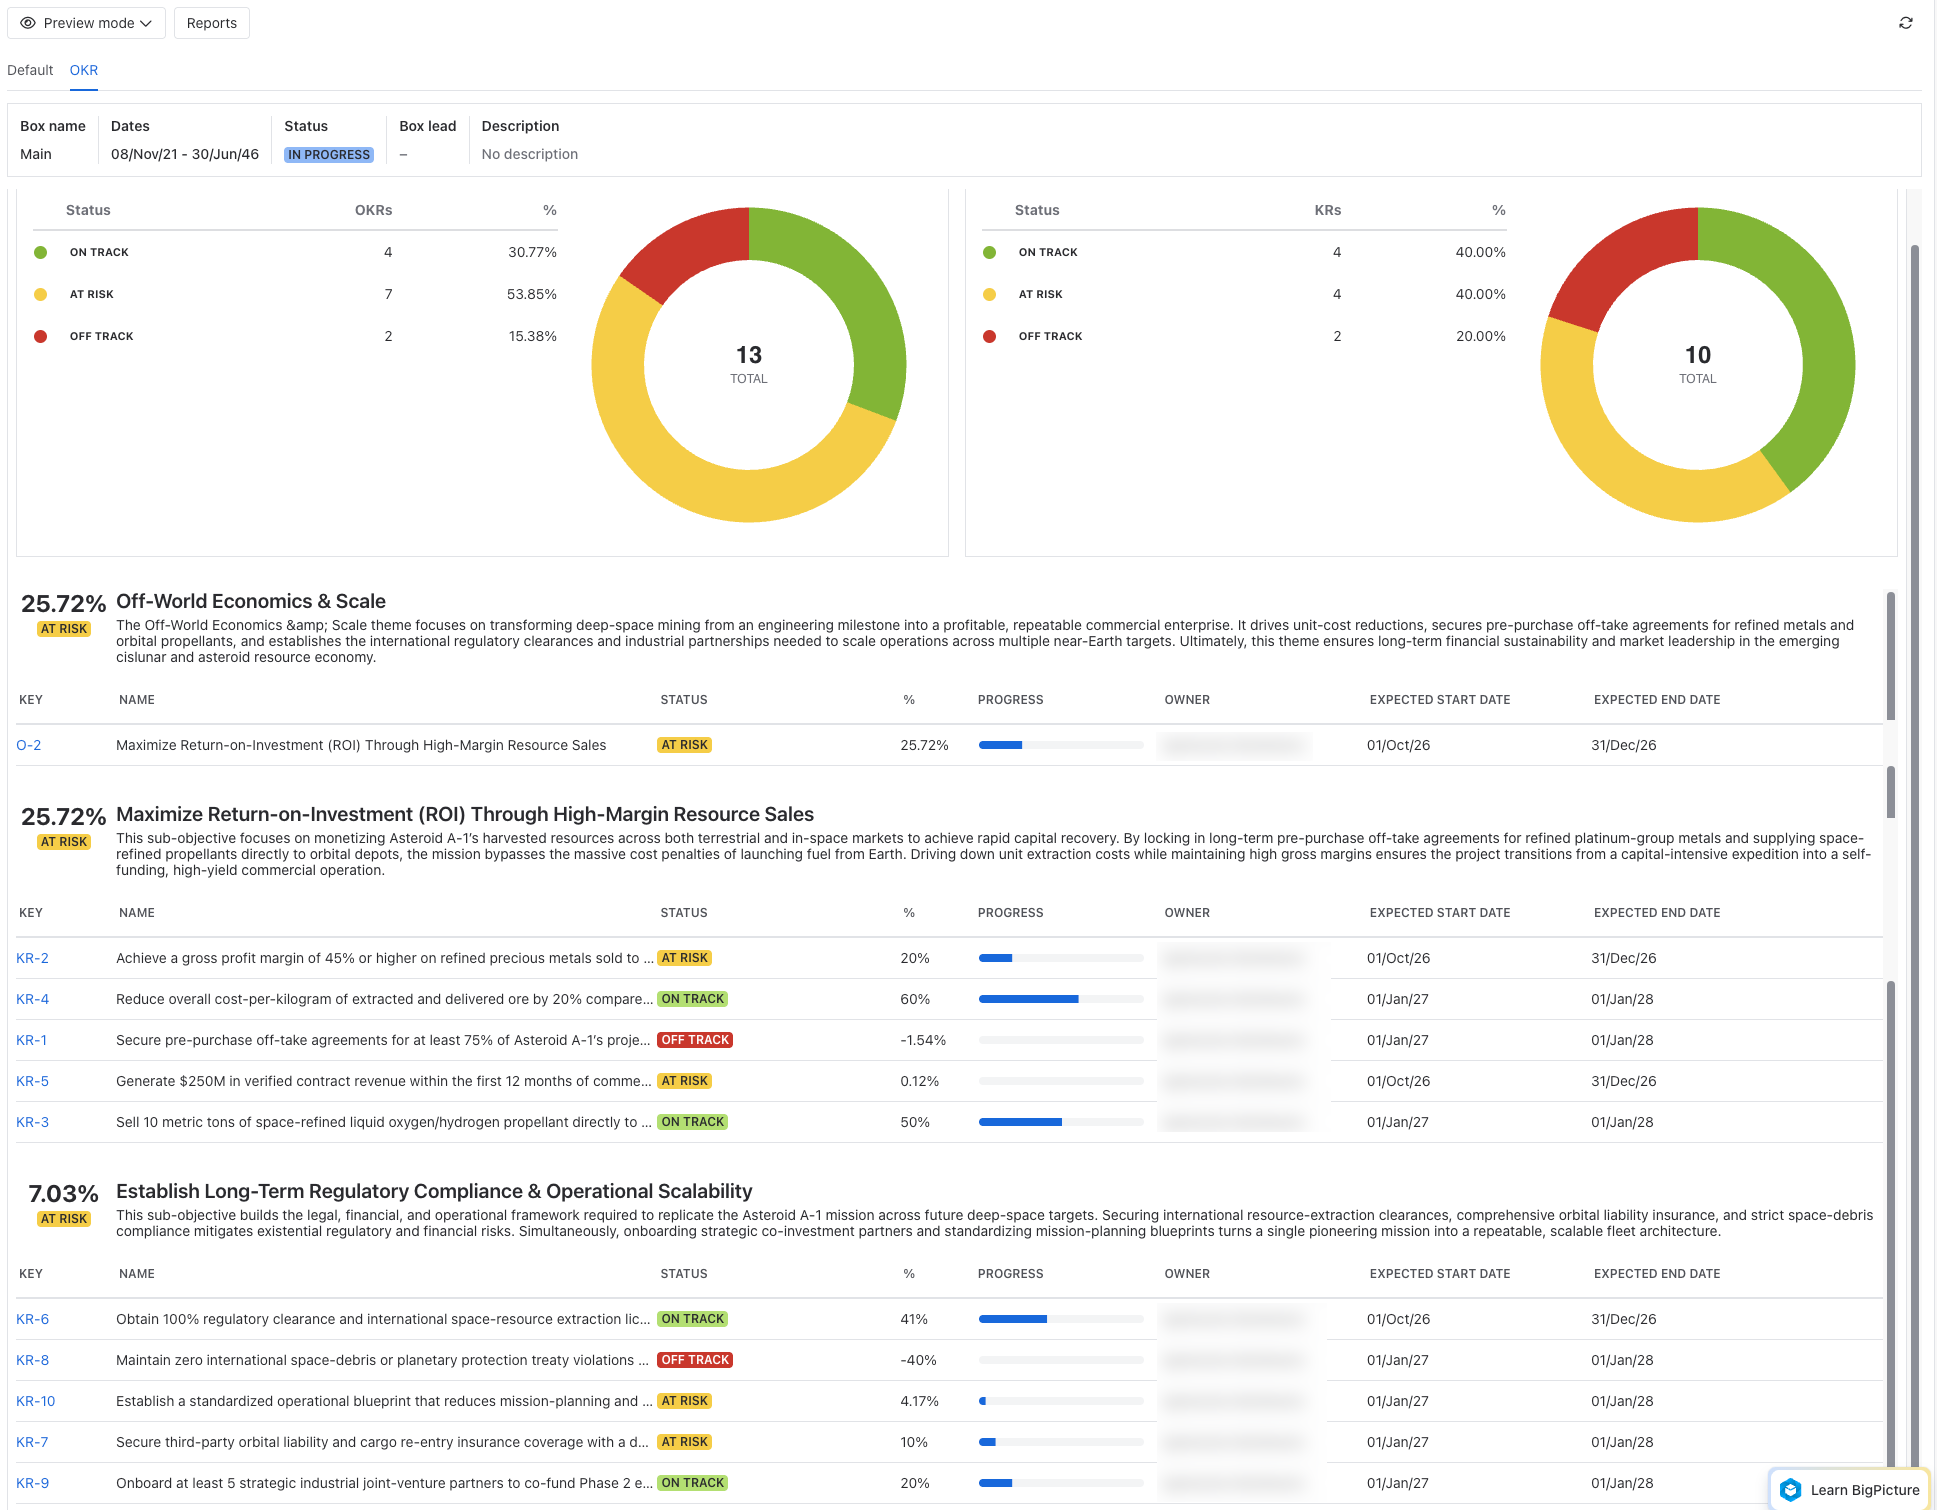 Preview mode Reports
Default OKR
Box name Dates Status Box lead Description
Main 08/Nov/21 - 30/Jun/46 IN PROGRESS – No description
Status OKRs %
ON TRACK 4 30.77%
AT RISK 7 53.85%
OFF TRACK 2 15.38%
13
TOTAL
Status KRs %
ON TRACK 4 40.00%
AT RISK 4 40.00%
OFF TRACK 2 20.00%
10
TOTAL
25.72% Off-World Economics & Scale
AT RISK
The Off-World Economics &amp; Scale theme focuses on transforming deep-space mining from an engineering milestone into a profitable, repeatable commercial enterprise. It drives unit-cost reductions, secures pre-purchase off-take agreements for refined metals and
orbital propellants, and establishes the international regulatory clearances and industrial partnerships needed to scale operations across multiple near-Earth targets. Ultimately, this theme ensures long-term financial sustainability and market leadership in the emerging
cislunar and asteroid resource economy.
KEY NAME STATUS % PROGRESS OWNER EXPECTED START DATE EXPECTED END DATE
O-2 Maximize Return-on-Investment (ROI) Through High-Margin Resource Sales AT RISK 25.72% 01/Oct/26 31/Dec/26
25.72% Maximize Return-on-Investment (ROI) Through High-Margin Resource Sales
AT RISK
This sub-objective focuses on monetizing Asteroid A-1's harvested resources across both terrestrial and in-space markets to achieve rapid capital recovery. By locking in long-term pre-purchase off-take agreements for refined platinum-group metals and supplying space-
refined propellants directly to orbital depots, the mission bypasses the massive cost penalties of launching fuel from Earth. Driving down unit extraction costs while maintaining high gross margins ensures the project transitions from a capital-intensive expedition into a self-
funding, high-yield commercial operation.
KEY NAME STATUS % PROGRESS OWNER EXPECTED START DATE EXPECTED END DATE
KR-2 Achieve a gross profit margin of 45% or higher on refined precious metals sold to ... AT RISK 20% 01/Oct/26 31/Dec/26
KR-4 Reduce overall cost-per-kilogram of extracted and delivered ore by 20% compare... ON TRACK 60% 01/Jan/27 01/Jan/28
KR-1 Secure pre-purchase off-take agreements for at least 75% of Asteroid A-1's proje... OFF TRACK -1.54% 01/Jan/27 01/Jan/28
KR-5 Generate $250M in verified contract revenue within the first 12 months of comme... AT RISK 0.12% 01/Oct/26 31/Dec/26
KR-3 Sell 10 metric tons of space-refined liquid oxygen/hydrogen propellant directly to ... ON TRACK 50% 01/Jan/27 01/Jan/28
7.03% Establish Long-Term Regulatory Compliance & Operational Scalability
AT RISK
This sub-objective builds the legal, financial, and operational framework required to replicate the Asteroid A-1 mission across future deep-space targets. Securing international resource-extraction clearances, comprehensive orbital liability insurance, and strict space-debris
compliance mitigates existential regulatory and financial risks. Simultaneously, onboarding strategic co-investment partners and standardizing mission-planning blueprints turns a single pioneering mission into a repeatable, scalable fleet architecture.
KEY NAME STATUS % PROGRESS OWNER EXPECTED START DATE EXPECTED END DATE
KR-6 Obtain 100% regulatory clearance and international space-resource extraction lic... ON TRACK 41% 01/Oct/26 31/Dec/26
KR-8 Maintain zero international space-debris or planetary protection treaty violations ... OFF TRACK -40% 01/Jan/27 01/Jan/28
KR-10 Establish a standardized operational blueprint that reduces mission-planning and ... AT RISK 4.17% 01/Jan/27 01/Jan/28
KR-7 Secure third-party orbital liability and cargo re-entry insurance coverage with a d... AT RISK 10% 01/Jan/27 01/Jan/28
KR-9 Onboard at least 5 strategic industrial joint-venture partners to co-fund Phase 2 e... ON TRACK 20% 01/Jan/27 01/Jan/28
Learn BigPicture